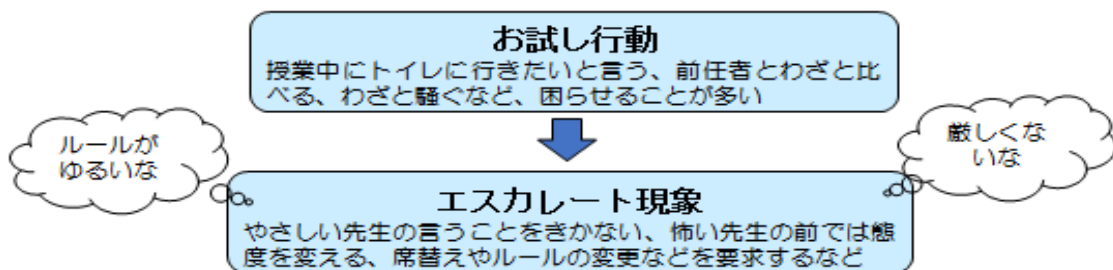 お試し行動
授業中にトイレに行きたいと言う、前任者とわざと比
べる、わざと騒ぐなど、困らせることが多い
ルールが
ゆるいな
厳しくな
いな
エスカレート現象
やさしい先生の言うことをきかない、怖い先生の前では態
度を変える、席替えやルールの変更などを要求するなど